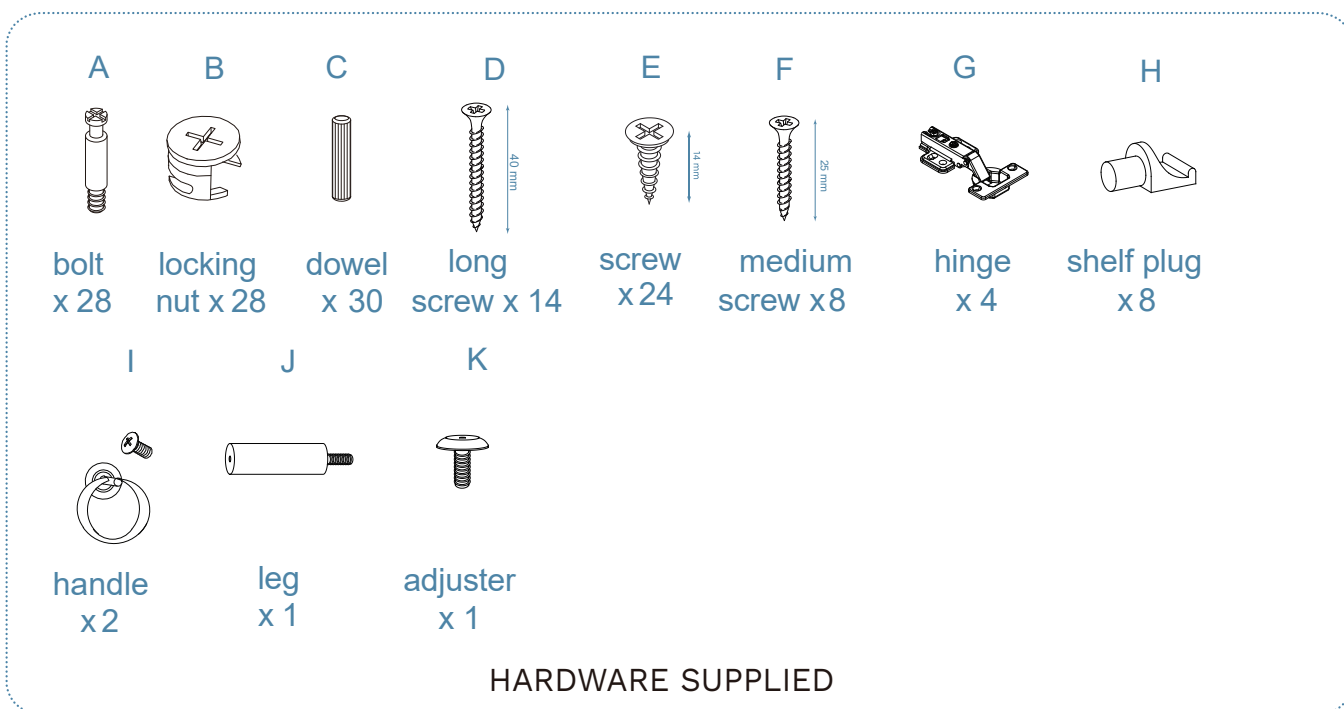 A B C D E F G H
40 mm
14 mm
25 mm
bolt
x 28
locking
nut x 28
dowel
x 30
long
screw x 14
screw
x 24
medium
screw x 8
hinge
x 4
shelf plug
x 8
I J K
handle
x 2
leg
x 1
adjuster
x 1
HARDWARE SUPPLIED